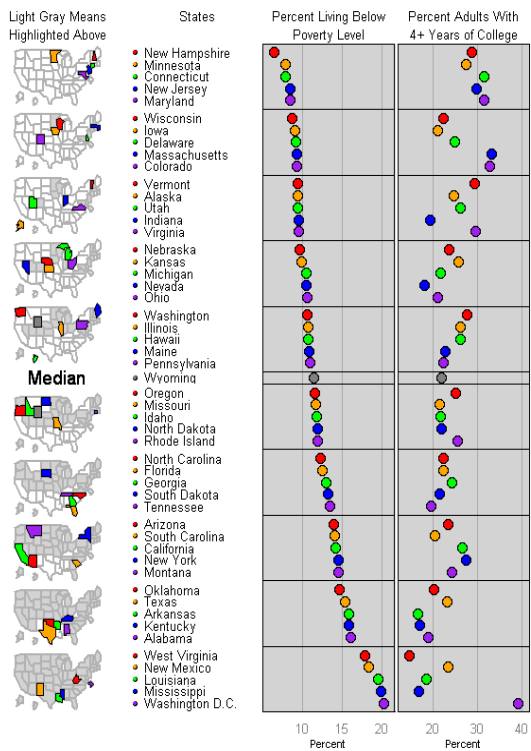 Light Gray Means
Highlighted Above
States
Percent Living Below
Poverty Level
Percent Adults With
4+ Years of College
New Hampshire
Minnesota
Connecticut
New Jersey
Maryland
Wisconsin
Iowa
Delaware
Massachusetts
Colorado
Vermont
Alaska
Utah
Indiana
Virginia
Nebraska
Kansas
Michigan
Nevada
Ohio
Washington
Illinois
Hawaii
Maine
Pennsylvania
Median
Wyoming
Oregon
Missouri
Idaho
North Dakota
Rhode Island
North Carolina
Florida
Georgia
South Dakota
Tennessee
Arizona
South Carolina
California
New York
Montana
Oklahoma
Texas
Arkansas
Kentucky
Alabama
West Virginia
New Mexico
Louisiana
Mississippi
Washington D.C.
10 15 20
20 30 40
Percent
Percent